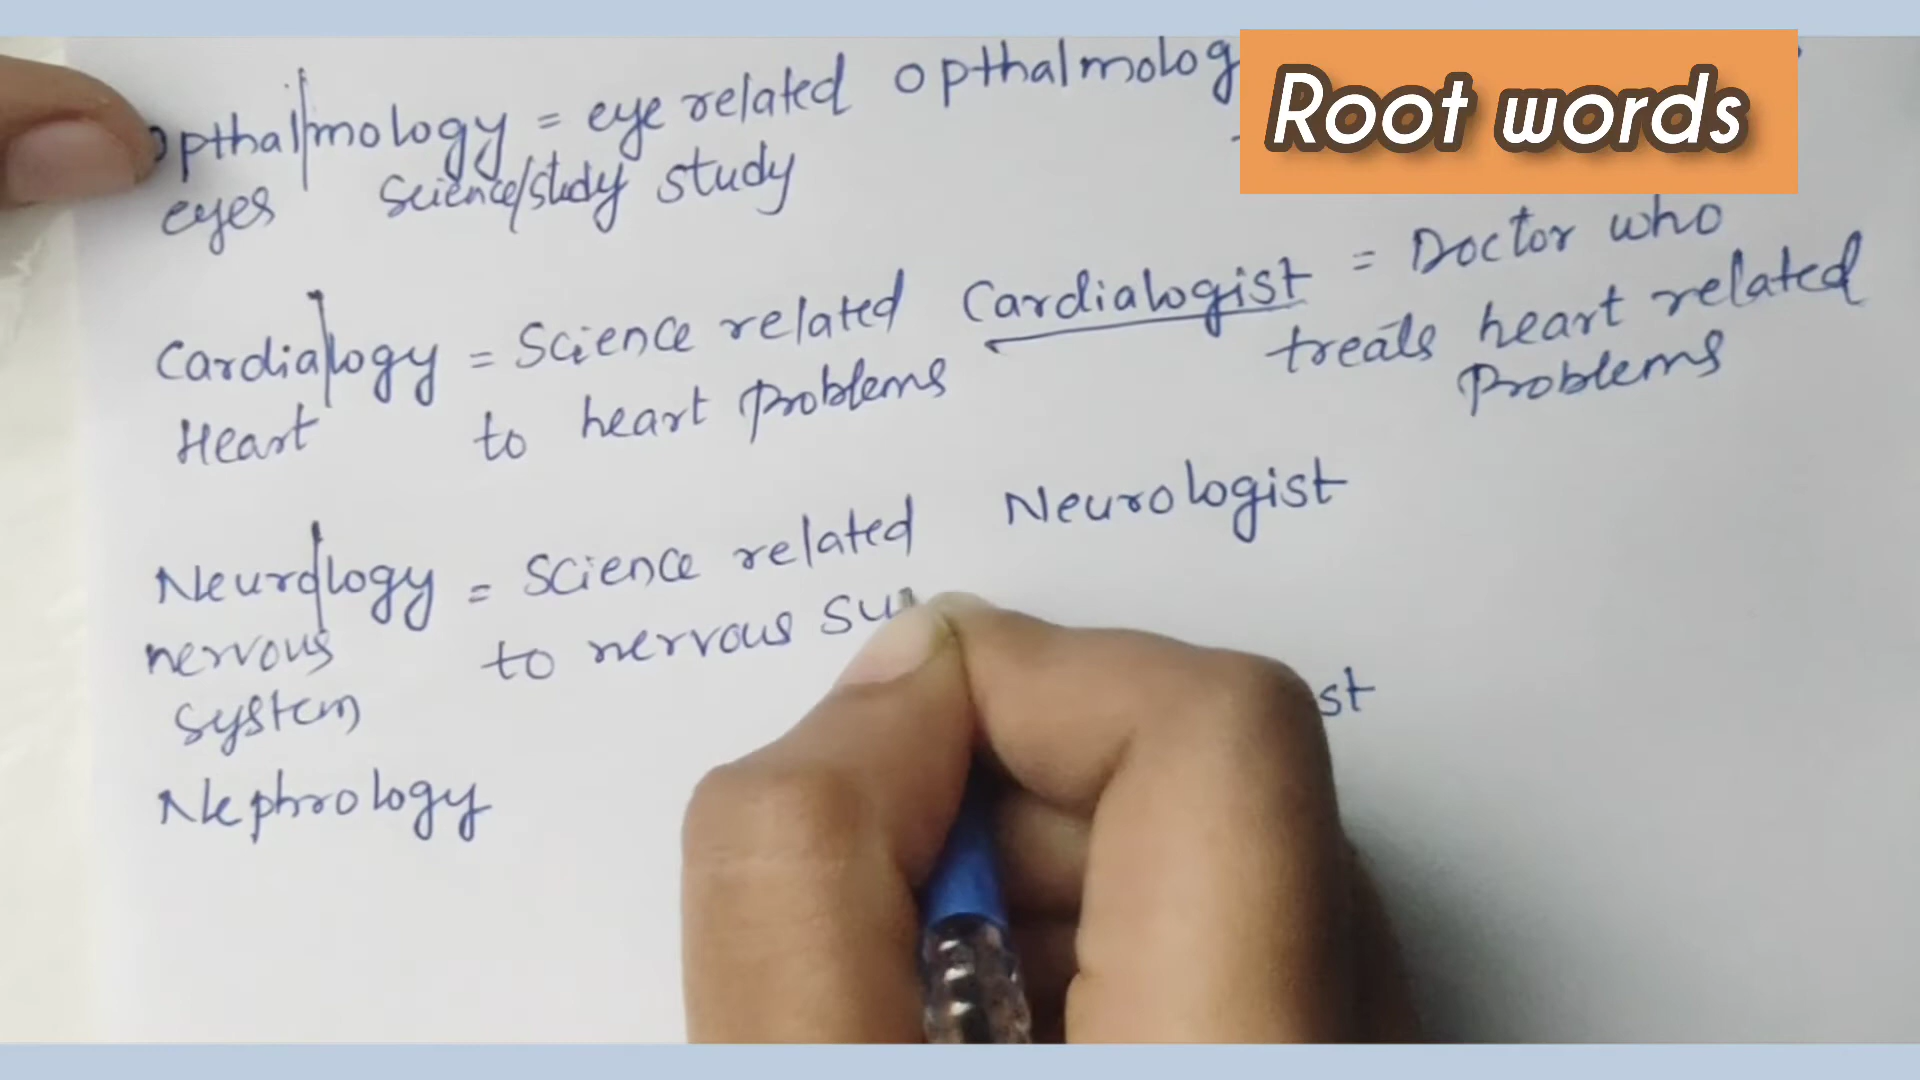 Root words
opthalmology = eye related opthalmolog
eyes science/study study
Cardialogy = Science related Cardialogist = Doctor who
Heart to heart problems treats heart related
problems
Neurology = Science related Neurologist
nervous to nervous
system
st
Nephrology